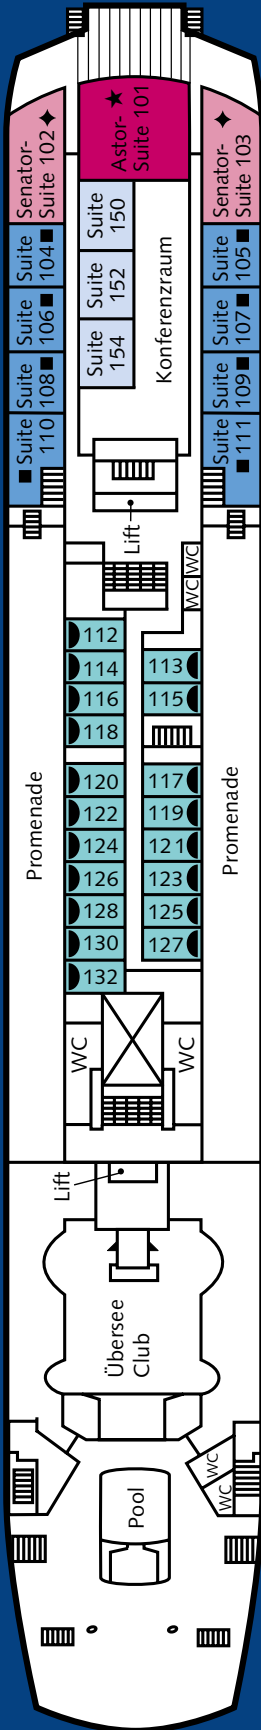 Senator-
Suite 102
Astor-
Suite 101
Senator-
Suite 103
Suite
104
Suite
150
Suite
105
Suite
106
Suite
152
Konferenzraum
Suite
107
Suite
108
Suite
154
Suite
109
Suite
110
Suite
111
Lift
WC
WC
112
114
113
116
115
118
120
117
122
119
124
121
126
123
128
125
130
127
132
Promenade
Promenade
WC
WC
Lift
Übersee
Club
WC
WC
Pool